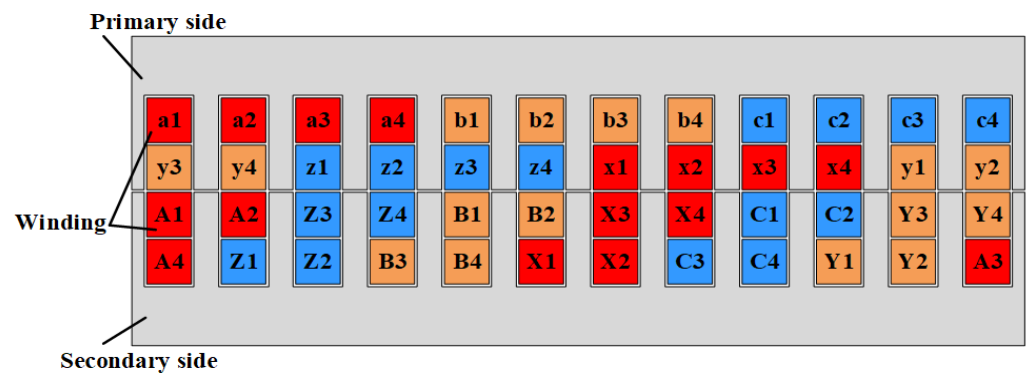 Primary side
a1 a2 a3 a4 b1 b2 b3 b4 c1 c2 c3 c4
y3 y4 z1 z2 z3 z4 x1 x2 x3 x4 y1 y2
Winding
A1 A2 Z3 Z4 B1 B2 X3 X4 C1 C2 Y3 Y4
A4 Z1 Z2 B3 B4 X1 X2 C3 C4 Y1 Y2 A3
Secondary side